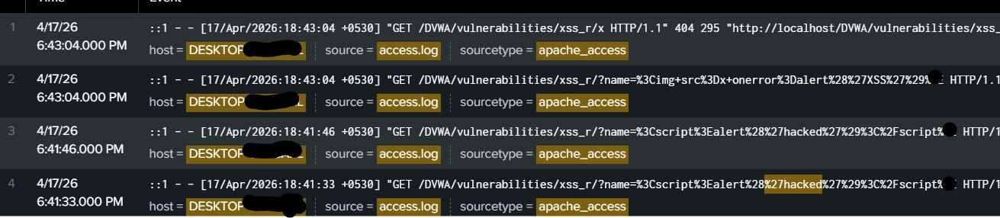 Time Event
1 4/17/26 ::1 - - [17/Apr/2026:18:43:04 +0530] "GET /DVWA/vulnerabilities/xss_r/x HTTP/1.1" 404 295 "http://localhost/DVWA/vulnerabilities/xss_
6:43:04.000 PM host = DESKTOP source = access.log sourcetype = apache_access
2 4/17/26 ::1 - - [17/Apr/2026:18:43:04 +0530] "GET /DVWA/vulnerabilities/xss_r/?name=%3Cimg+src%3Dx+onerror%3Dalert%28%27XSS%27%29% HTTP/1.1
6:43:04.000 PM host = DESKTOP source = access.log sourcetype = apache_access
3 4/17/26 ::1 - - [17/Apr/2026:18:41:46 +0530] "GET /DVWA/vulnerabilities/xss_r/?name=%3Cscript%3Ealert%28%27hacked%27%29%3C%2Fscript% HTTP/1
6:41:46.000 PM host = DESKTOP source = access.log sourcetype = apache_access
4 4/17/26 ::1 - - [17/Apr/2026:18:41:33 +0530] "GET /DVWA/vulnerabilities/xss_r/?name=%3Cscript%3Ealert%28%27hacked%27%29%3C%2Fscript% HTTP/1
6:41:33.000 PM host = DESKTOP source = access.log sourcetype = apache_access